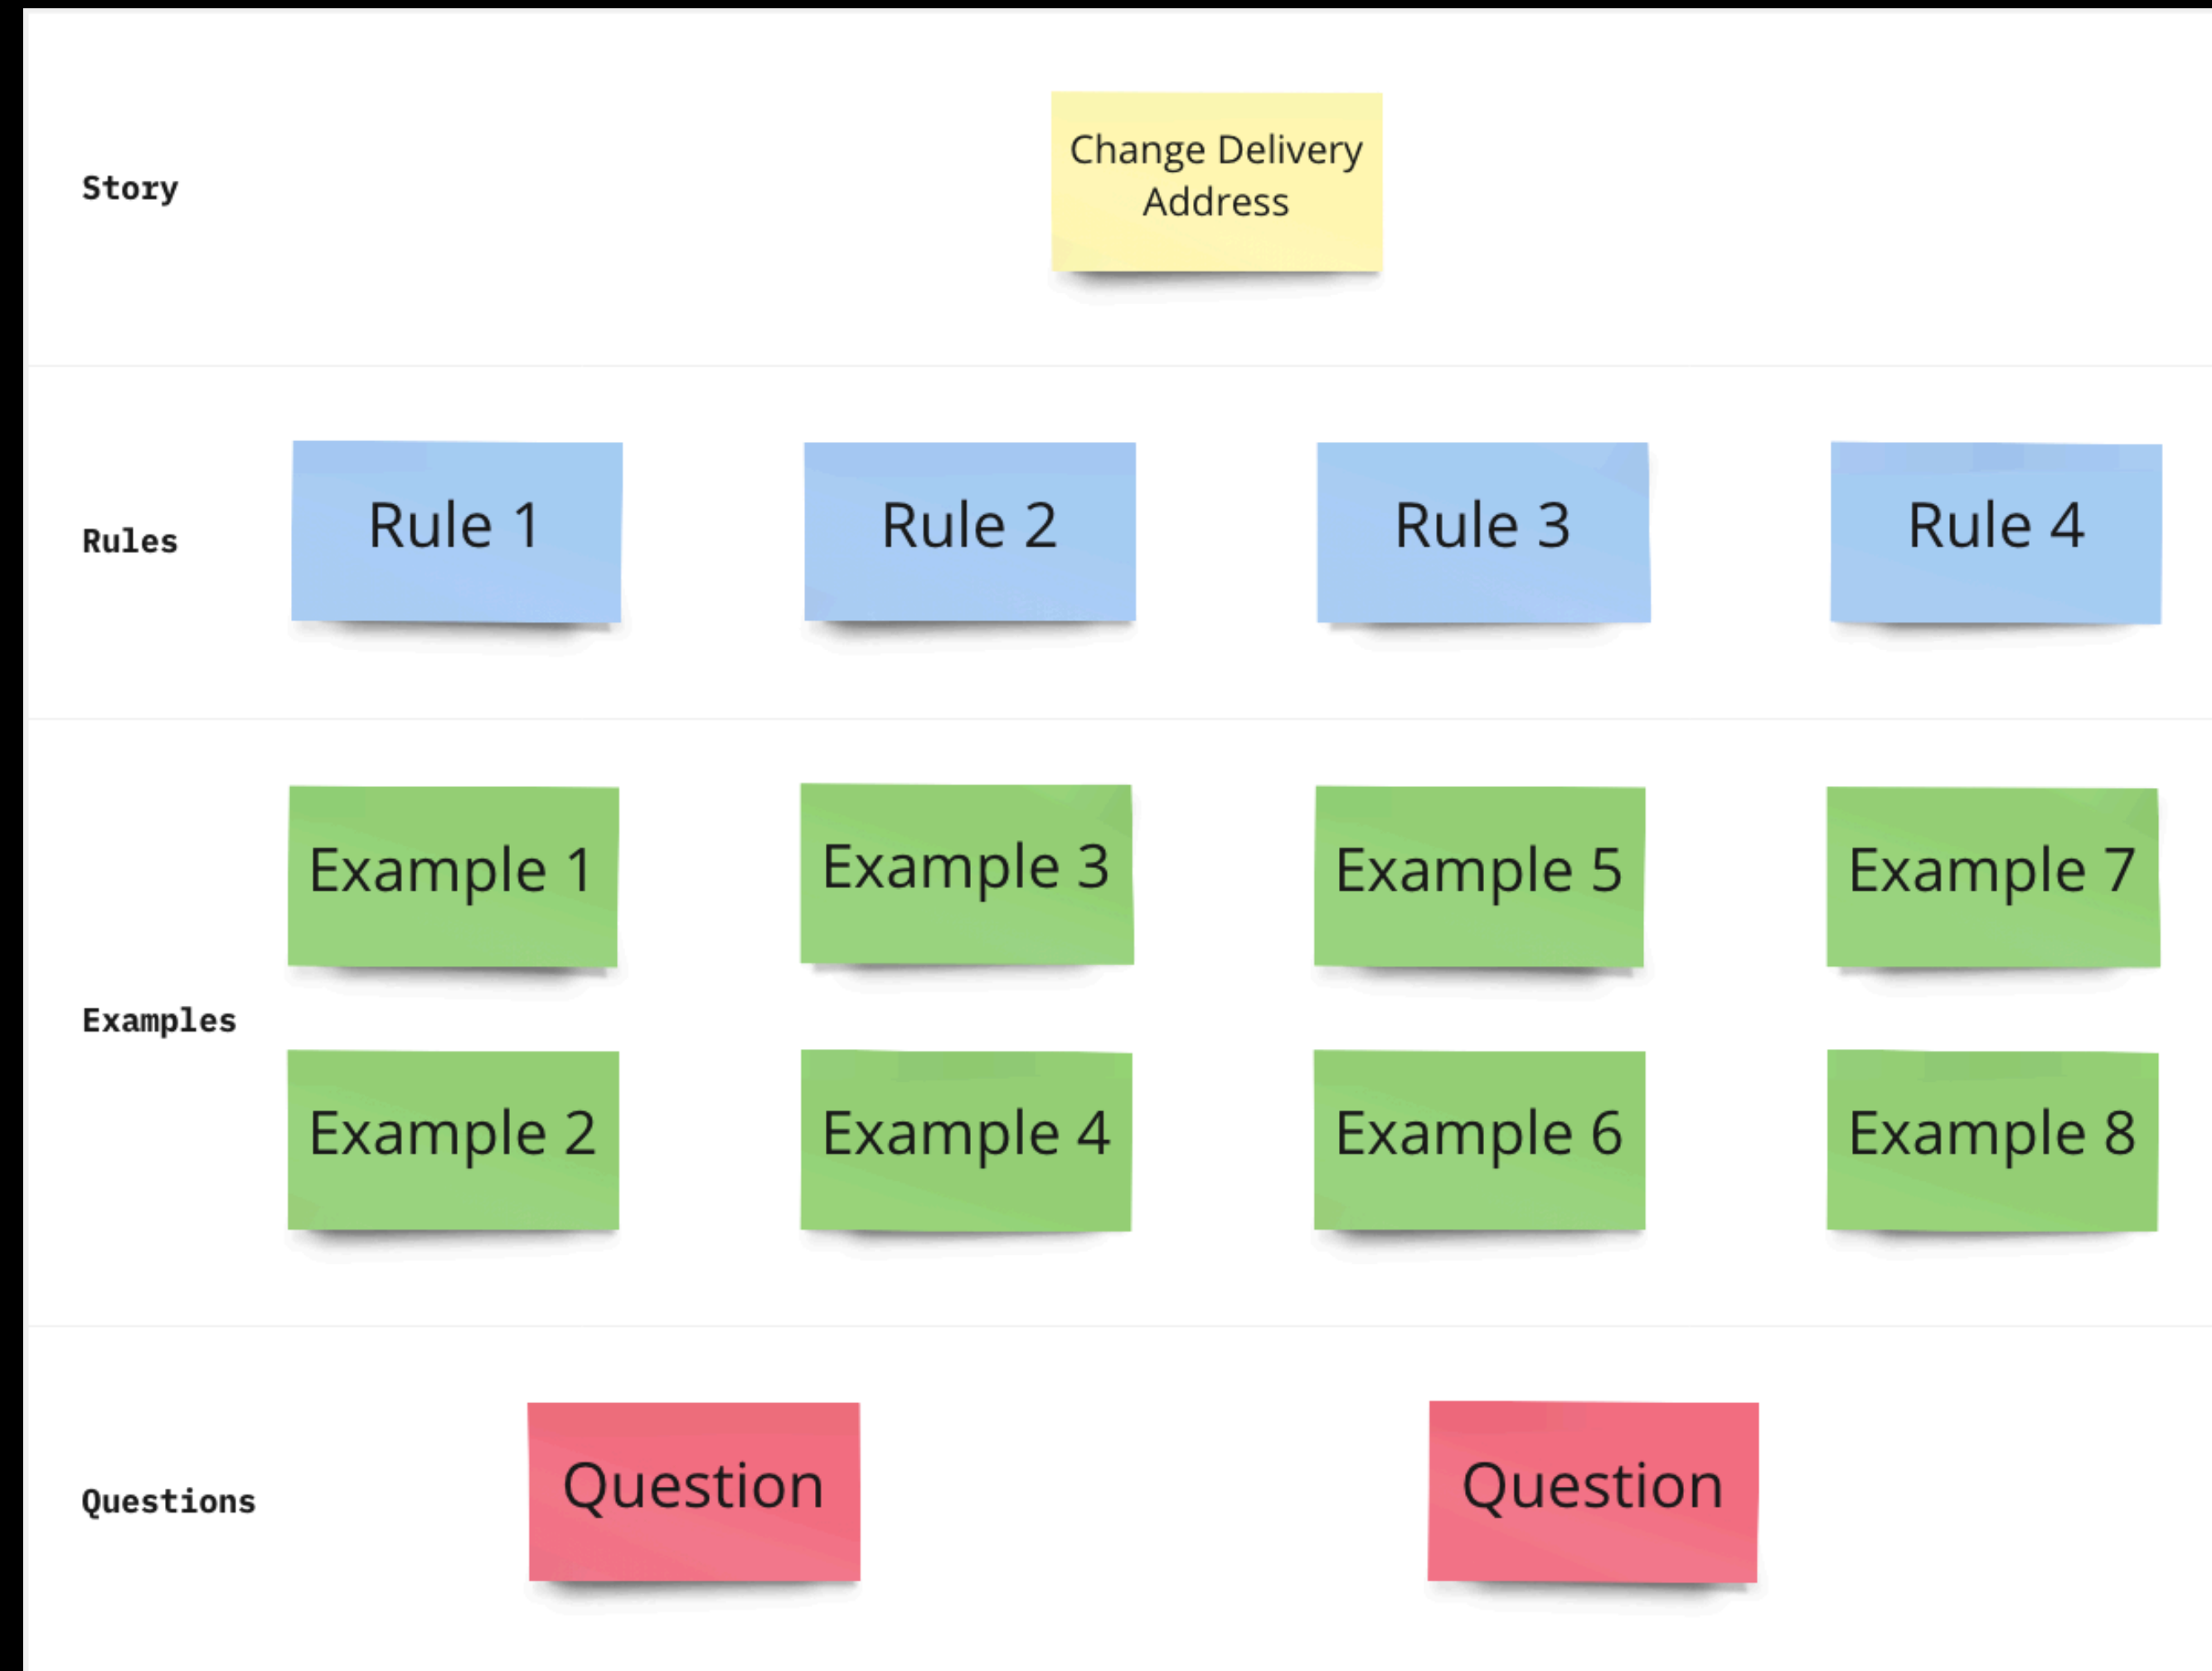 Change Delivery
Address
Story
Rules
Rule 1
Rule 2
Rule 3
Rule 4
Example 1
Example 3
Example 5
Example 7
Examples
Example 2
Example 4
Example 6
Example 8
Questions
Question
Question